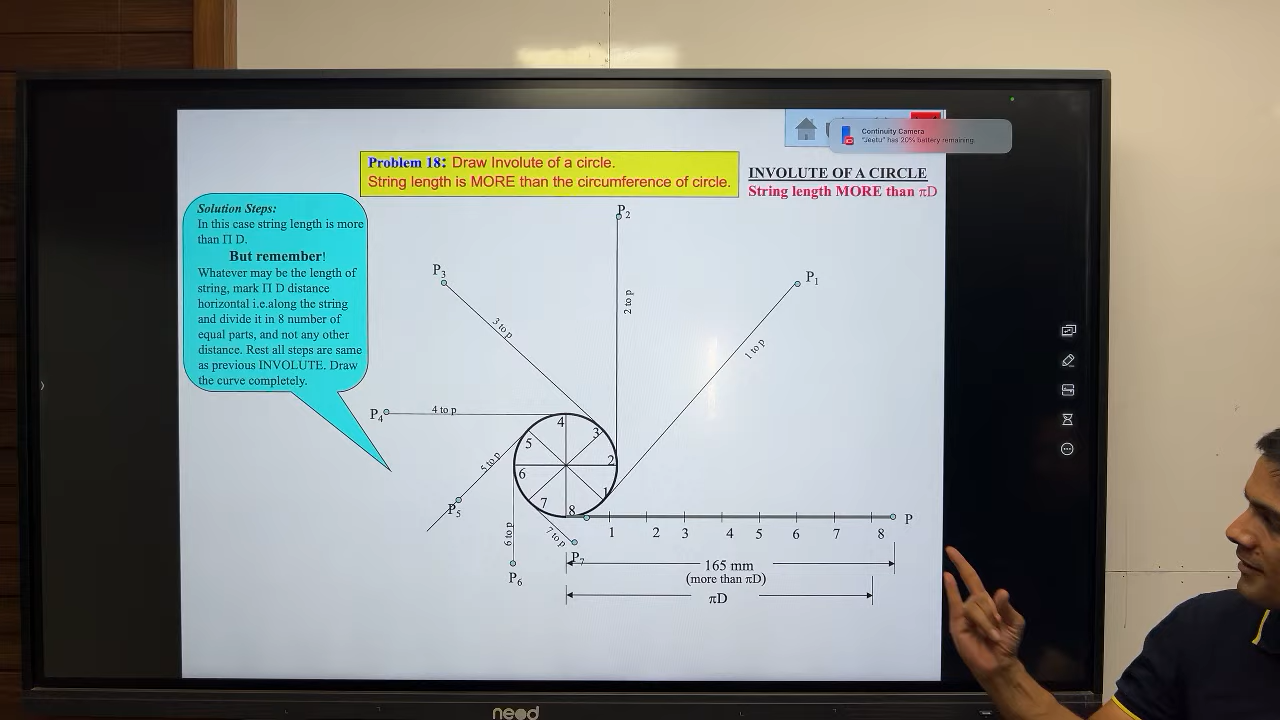 Continuity Camera
"Jeetu" has 20% battery remaining.
Problem 18: Draw Involute of a circle.
String length is MORE than the circumference of circle.
INVOLUTE OF A CIRCLE
String length MORE than πD
Solution Steps:
In this case string length is more
than Π D.
But remember!
Whatever may be the length of
string, mark Π D distance
horizontal i.e.along the string
and divide it in 8 number of
equal parts, and not any other
distance. Rest all steps are same
as previous INVOLUTE. Draw
the curve completely.
P2
P3
P1
2 to p
3 to p
1 to p
P4
4 to p
4
3
5
5 to p
2
6
1
7
8
P5
6 to p
7 to p
P7
P6
1 2 3 4 5 6 7 8
P
165 mm
(more than πD)
πD
neod